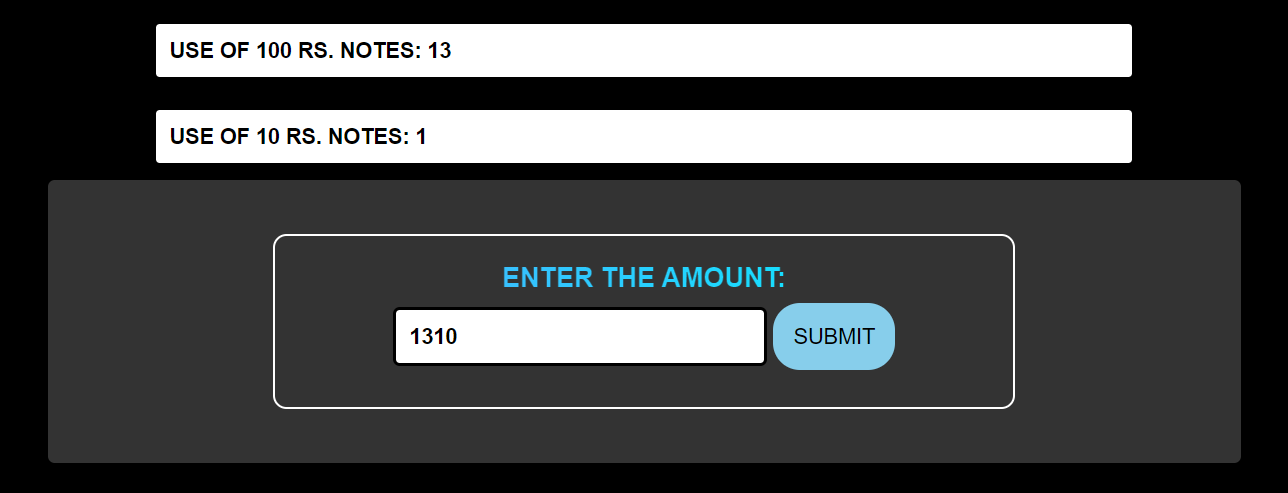 USE OF 100 RS. NOTES: 13
USE OF 10 RS. NOTES: 1
ENTER THE AMOUNT:
1310 SUBMIT